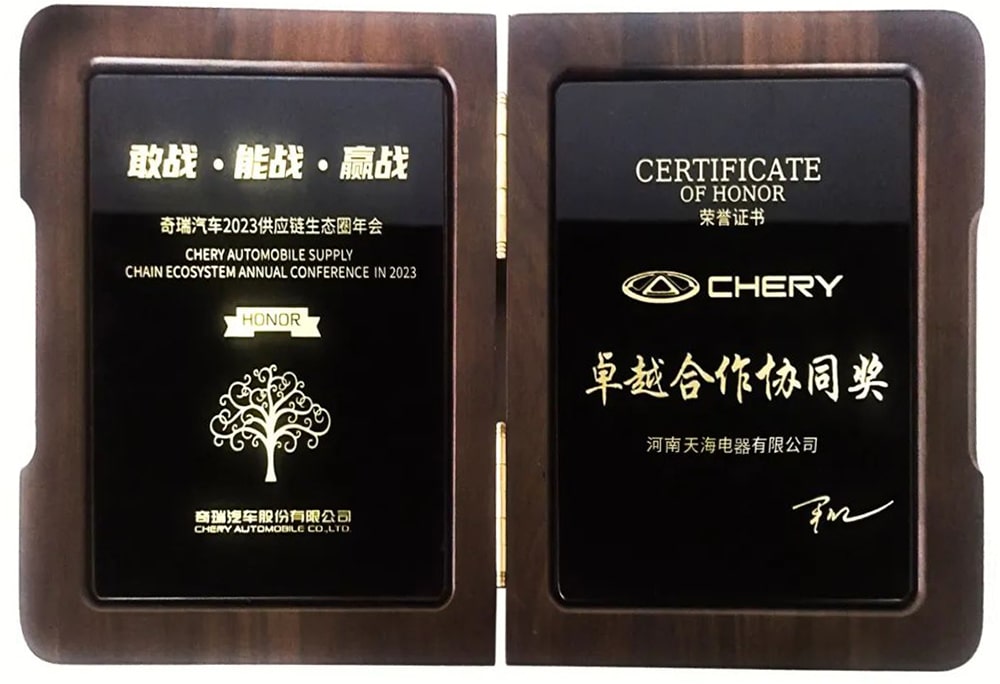 敢战·能战·赢战
奇瑞汽车2023供应链生态圈年会
CHERY AUTOMOBILE SUPPLY
CHAIN ECOSYSTEM ANNUAL CONFERENCE IN 2023
HONOR
奇瑞汽车股份有限公司
CHERY AUTOMOBILE CO.,LTD.
CERTIFICATE
OF HONOR
荣誉证书
CHERY
卓越合作协同奖
河南天海电器有限公司